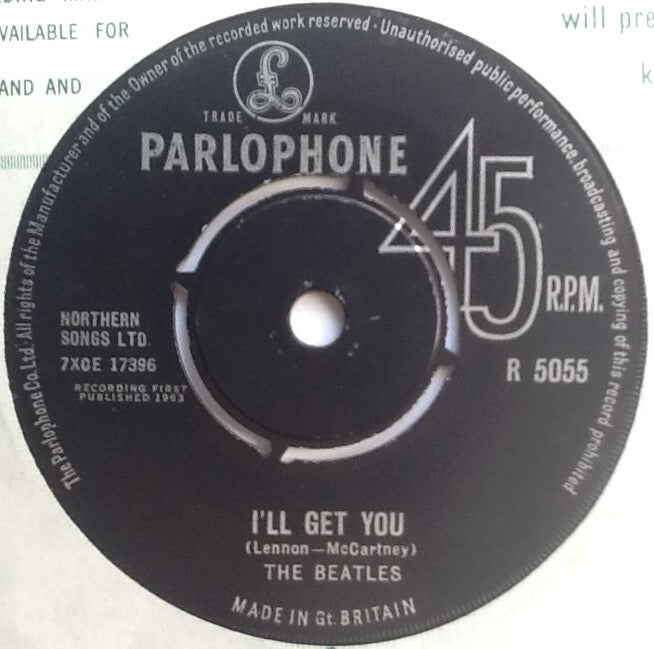 VAILABLE FOR
AND AND
will pre
k
The Parlophone Co. Ltd. All rights of the Manufacturer and of the Owner of the recorded work reserved · Unauthorised public performance, broadcasting and copying of this record prohibited
£
TRADE MARK
PARLOPHONE
45
R.P.M.
NORTHERN
SONGS LTD.
7XCE 17396
RECORDING FIRST
PUBLISHED 1963
R 5055
I'LL GET YOU
(Lennon—McCartney)
THE BEATLES
MADE IN Gt. BRITAIN